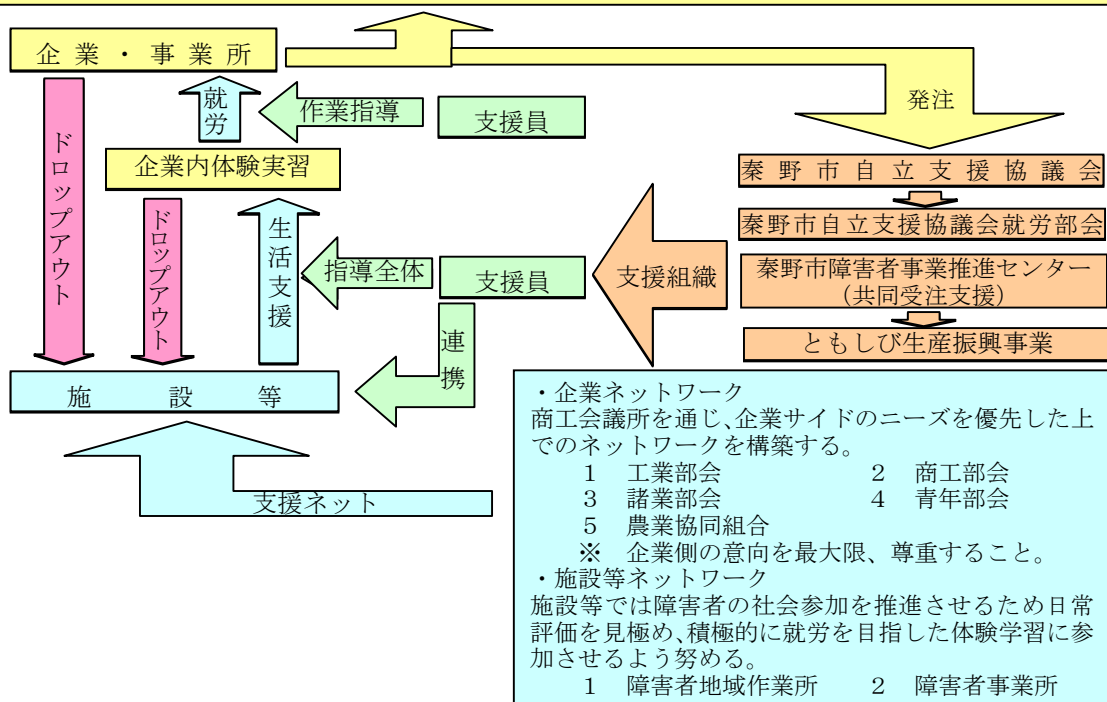 企業・事業所
就労
作業指導
支援員
発注
ドロップアウト
企業内体験実習
秦野市自立支援協議会
秦野市自立支援協議会就労部会
ドロップアウト
生活支援
指導全体
支援員
支援組織
秦野市障害者事業推進センター
(共同受注支援)
連携
ともしび生産振興事業
施設等
支援ネット
・企業ネットワーク
商工会議所を通じ、企業サイドのニーズを優先した上
でのネットワークを構築する。
1 工業部会 2 商工部会
3 諸業部会 4 青年部会
5 農業協同組合
※ 企業側の意向を最大限、尊重すること。
・施設等ネットワーク
施設等では障害者の社会参加を推進させるため日常
評価を見極め、積極的に就労を目指した体験学習に参
加させるよう努める。
1 障害者地域作業所 2 障害者事業所